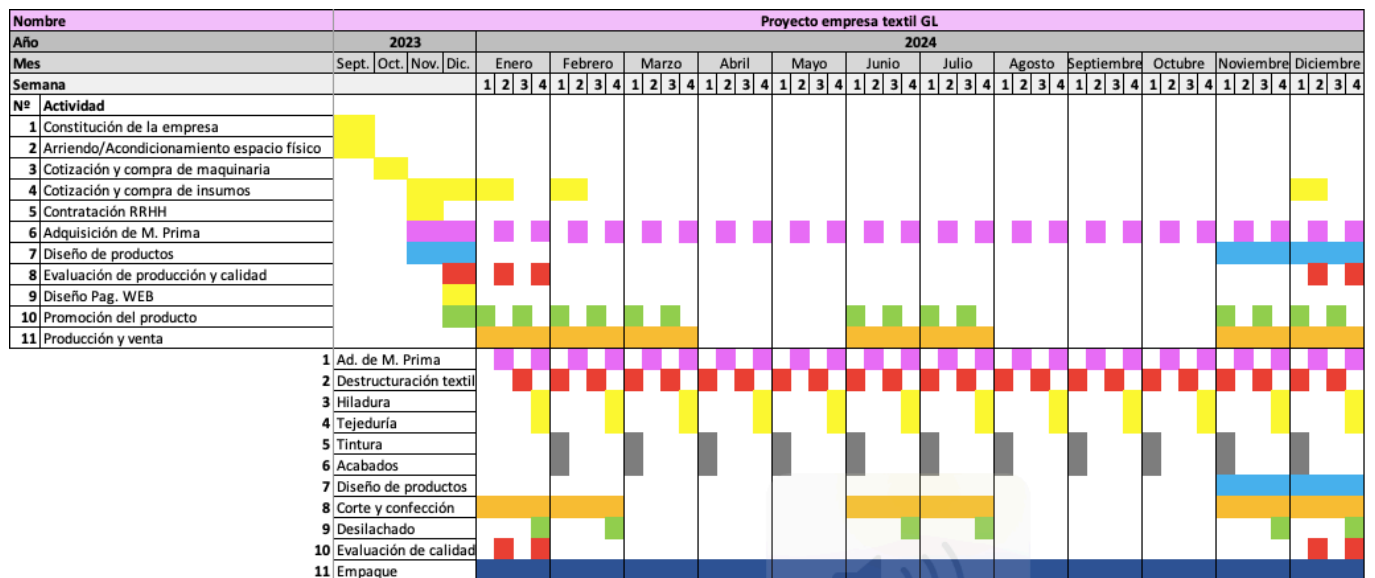 Nombre Proyecto empresa textil GL
Año 2023 2024
Mes Sept. Oct. Nov. Dic. Enero Febrero Marzo Abril Mayo Junio Julio Agosto Septiembre Octubre Noviembre Diciembre
Semana 1 2 3 4 1 2 3 4 1 2 3 4 1 2 3 4 1 2 3 4 1 2 3 4 1 2 3 4 1 2 3 4 1 2 3 4 1 2 3 4 1 2 3 4 1 2 3 4
Nº Actividad
1 Constitución de la empresa
2 Arriendo/Acondicionamiento espacio físico
3 Cotización y compra de maquinaria
4 Cotización y compra de insumos
5 Contratación RRHH
6 Adquisición de M. Prima
7 Diseño de productos
8 Evaluación de producción y calidad
9 Diseño Pag. WEB
10 Promoción del producto
11 Producción y venta
1 Ad. de M. Prima
2 Destructuración textil
3 Hiladura
4 Tejeduría
5 Tintura
6 Acabados
7 Diseño de productos
8 Corte y confección
9 Desilachado
10 Evaluación de calidad
11 Empaque